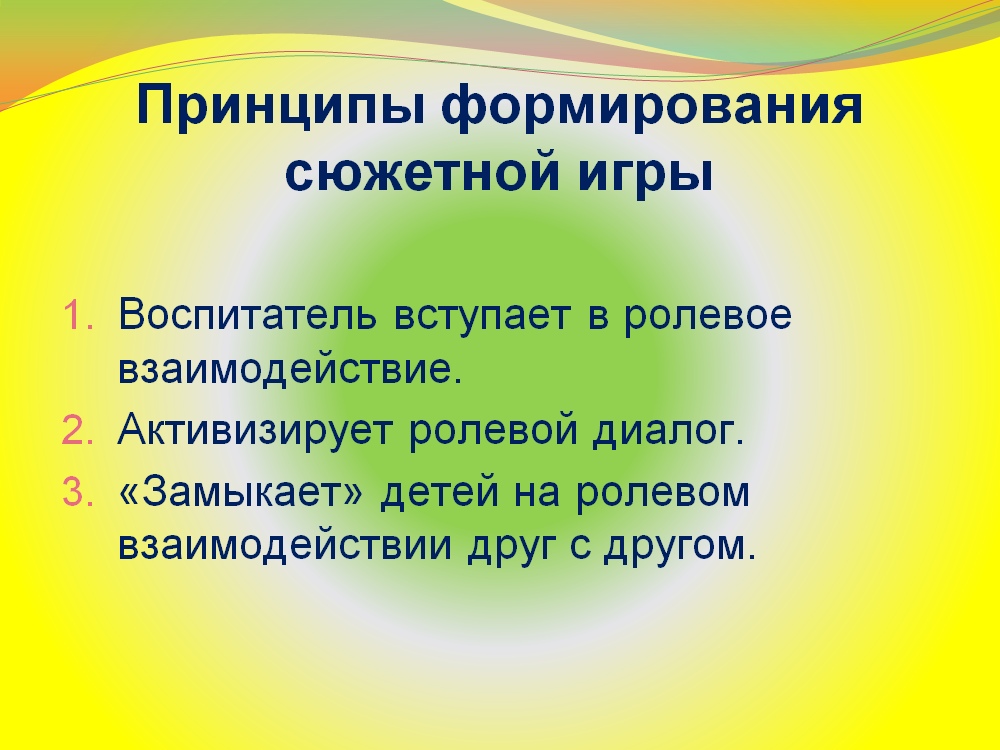 Принципы формирования
сюжетной игры
1. Воспитатель вступает в ролевое
взаимодействие.
2. Активизирует ролевой диалог.
3. «Замыкает» детей на ролевом
взаимодействии друг с другом.